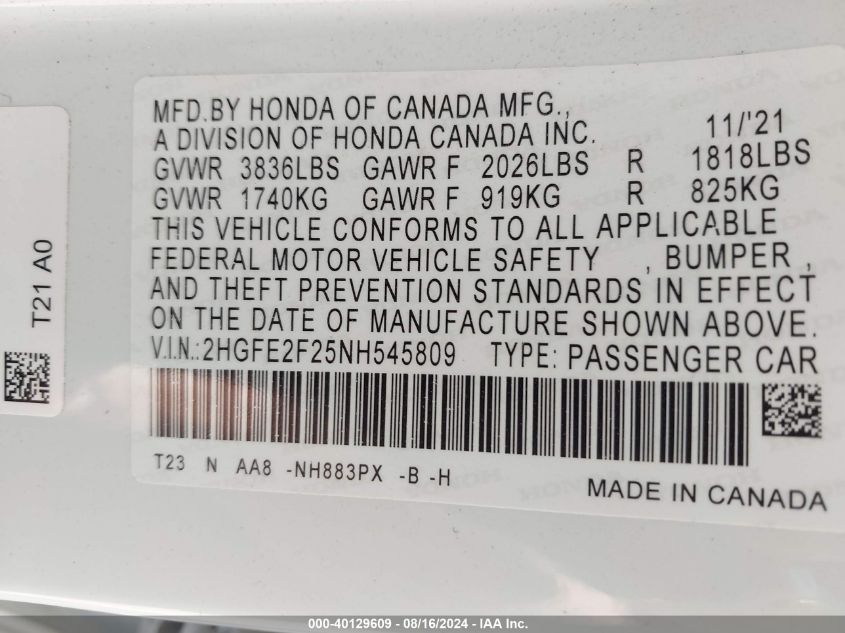 MFD.BY HONDA OF CANADA MFG.,
A DIVISION OF HONDA CANADA INC. 11/'21
GVWR 3836LBS GAWR F 2026LBS R 1818LBS
GVWR 1740KG GAWR F 919KG R 825KG
THIS VEHICLE CONFORMS TO ALL APPLICABLE
FEDERAL MOTOR VEHICLE SAFETY , BUMPER ,
AND THEFT PREVENTION STANDARDS IN EFFECT
ON THE DATE OF MANUFACTURE SHOWN ABOVE.
V.I.N.:2HGFE2F25NH545809 TYPE: PASSENGER CAR
T23 N AA8 -NH883PX -B -H
MADE IN CANADA
T21 A0
000-40129609 - 08/16/2024 - IAA Inc.